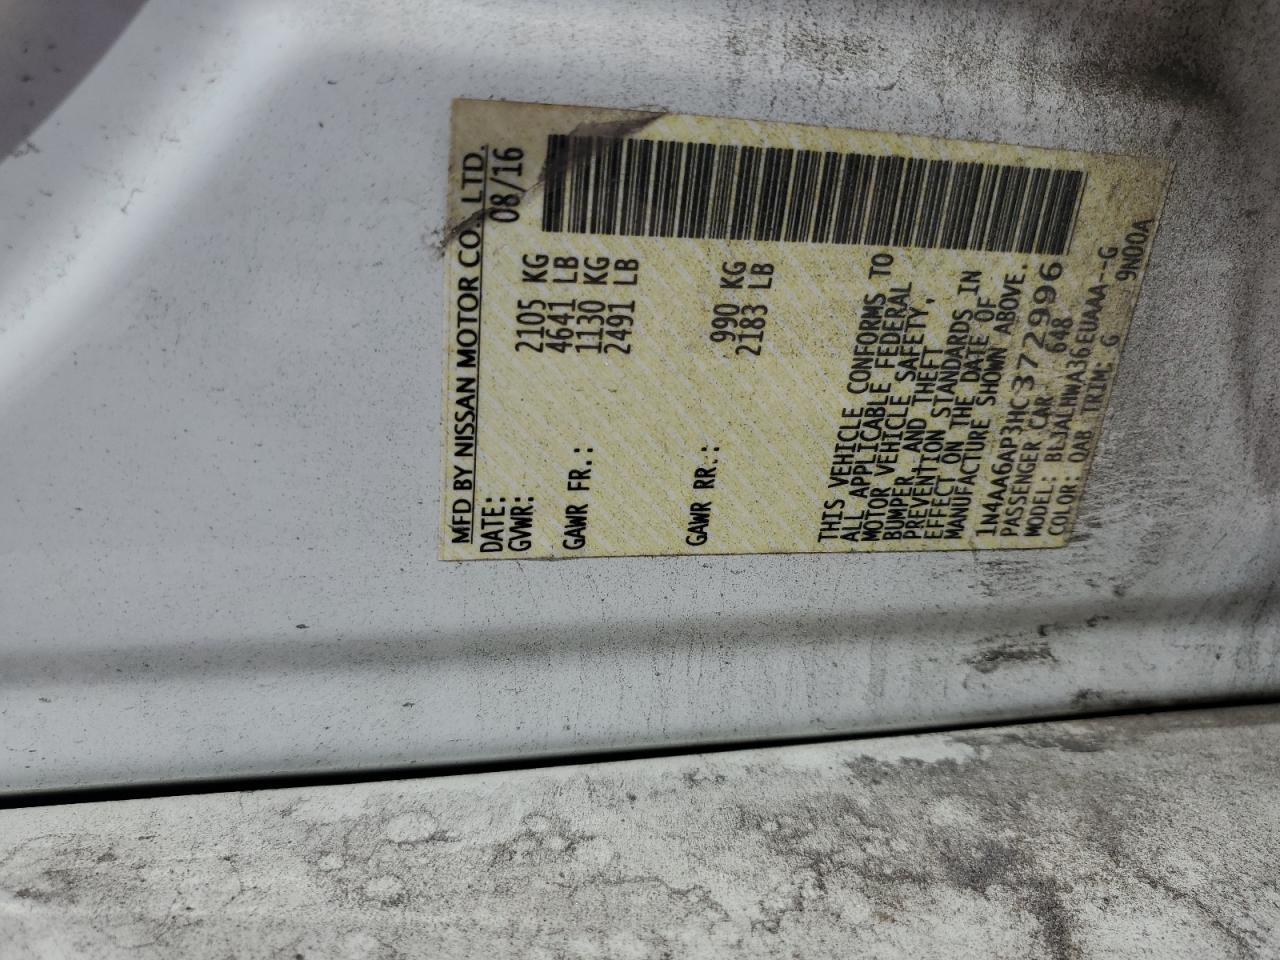 MFD BY NISSAN MOTOR CO. LTD.
DATE: 08/16
GVWR: 2105 KG
4641 LB
GAWR FR.: 1130 KG
2491 LB
GAWR RR.: 990 KG
2183 LB
THIS VEHICLE CONFORMS TO
ALL APPLICABLE FEDERAL
MOTOR VEHICLE SAFETY,
BUMPER, AND THEFT
PREVENTION STANDARDS IN
EFFECT ON THE DATE OF
MANUFACTURE SHOWN ABOVE.
1N4AA6AP3HC372996
PASSENGER CAR 648
MODEL: BLJALHWA36EUAAA--G
COLOR: QAB TRIM: G 9N00A